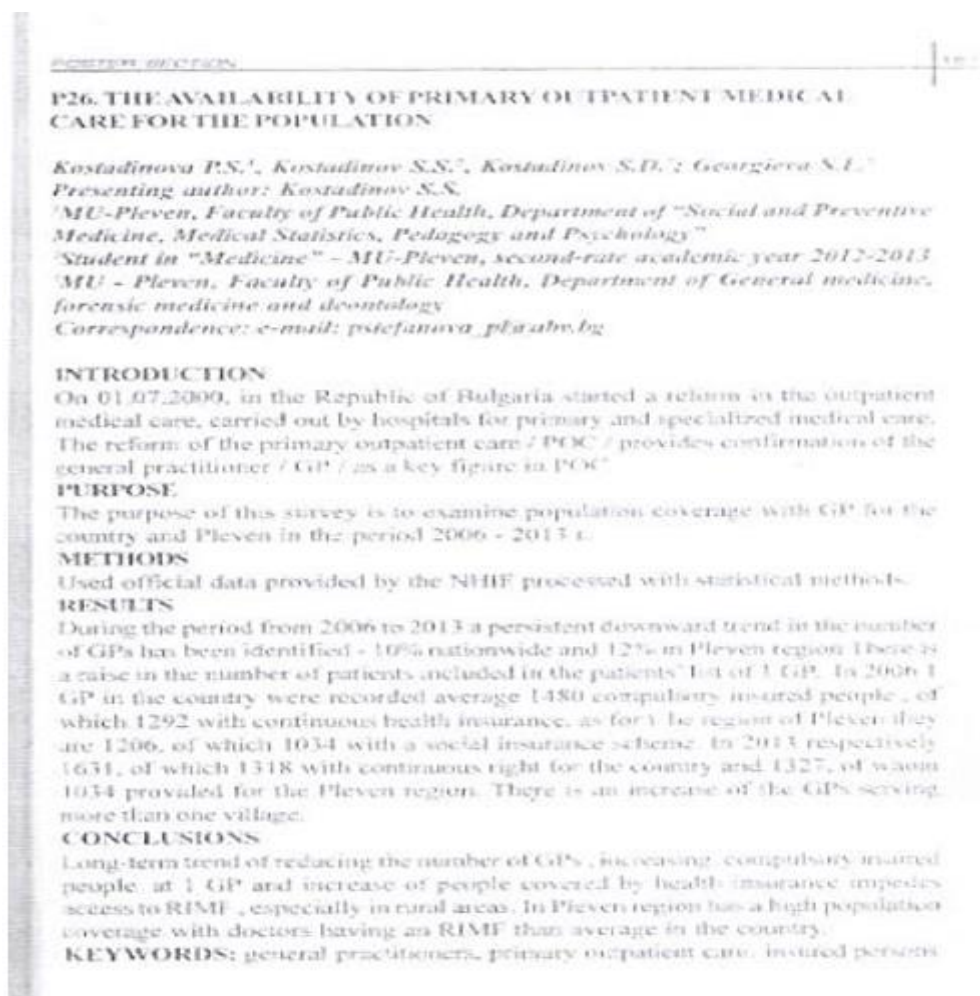 POSTER SECTION
P26. THE AVAILABILITY OF PRIMARY OUTPATIENT MEDICAL
CARE FOR THE POPULATION
Kostadinova P.S.¹, Kostadinov S.S.², Kostadinov S.D.; Georgieva S.L.
Presenting author: Kostadinov S.S.
MU-Pleven, Faculty of Public Health, Department of "Social and Preventive
Medicine, Medical Statistics, Pedagogy and Psychology"
Student in "Medicine" – MU-Pleven, second-rate academic year 2012-2013
MU - Pleven, Faculty of Public Health, Department of General medicine,
forensic medicine and deontology
Correspondence: e-mail: pstefanova_pl@abv.bg
INTRODUCTION
On 01.07.2000, in the Republic of Bulgaria started a reform in the outpatient
medical care, carried out by hospitals for primary and specialized medical care.
The reform of the primary outpatient care / POC / provides confirmation of the
general practitioner / GP / as a key figure in POC
PURPOSE
The purpose of this survey is to examine population coverage with GP for the
country and Pleven in the period 2006 - 2013
METHODS
Used official data provided by the NHIF processed with statistical methods.
RESULTS
During the period from 2006 to 2013 a persistent downward trend in the number
of GPs has been identified - 10% nationwide and 12% in Pleven region There is
a raise in the number of patients included in the patients' list of 1 GP. In 2006 1
GP in the country were recorded average 1480 compulsory insured people , of
which 1292 with continuous health insurance, as for the region of Pleven they
are 1206, of which 1034 with a social insurance scheme. In 2013 respectively
1631, of which 1318 with continuous right for the country and 1327, of whom
1034 provided for the Pleven region. There is an increase of the GPs serving
more than one village.
CONCLUSIONS
Long-term trend of reducing the number of GPs , increasing, compulsory insured
people at 1 GP and increase of people covered by health insurance impedes
access to RIMF , especially in rural areas. In Pleven region has a high population
coverage with doctors having an RIMF than average in the country.
KEYWORDS: general practitioners, primary outpatient care, insured persons